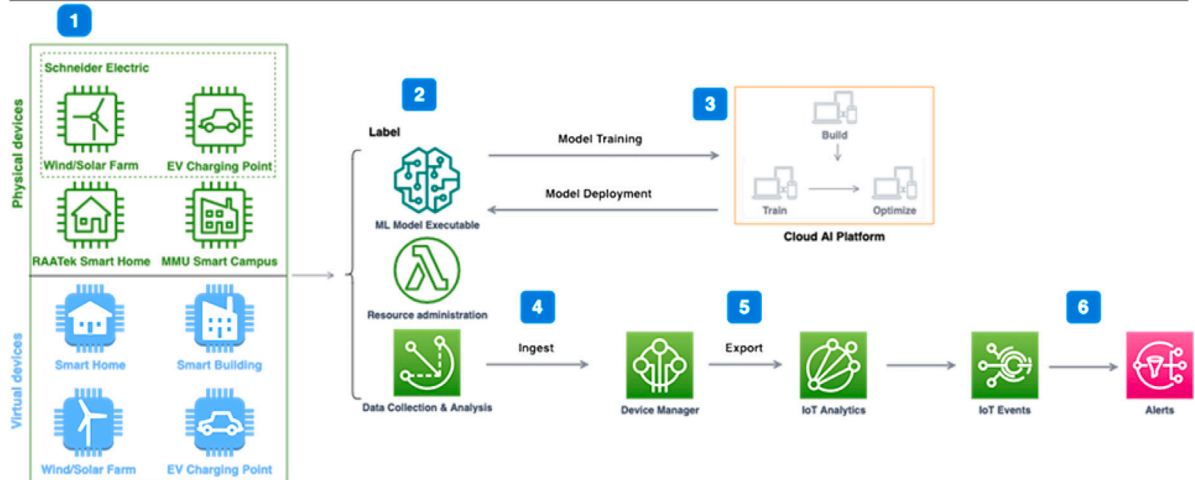 1
Schneider Electric
Physical devices
Wind/Solar Farm
EV Charging Point
RAATek Smart Home
MMU Smart Campus
Virtual devices
Smart Home
Smart Building
Wind/Solar Farm
EV Charging Point
2
Label
ML Model Executable
Resource administration
Data Collection & Analysis
Model Training
Model Deployment
3
Build
Train
Optimize
Cloud AI Platform
4
Ingest
Device Manager
5
Export
IoT Analytics
IoT Events
6
Alerts